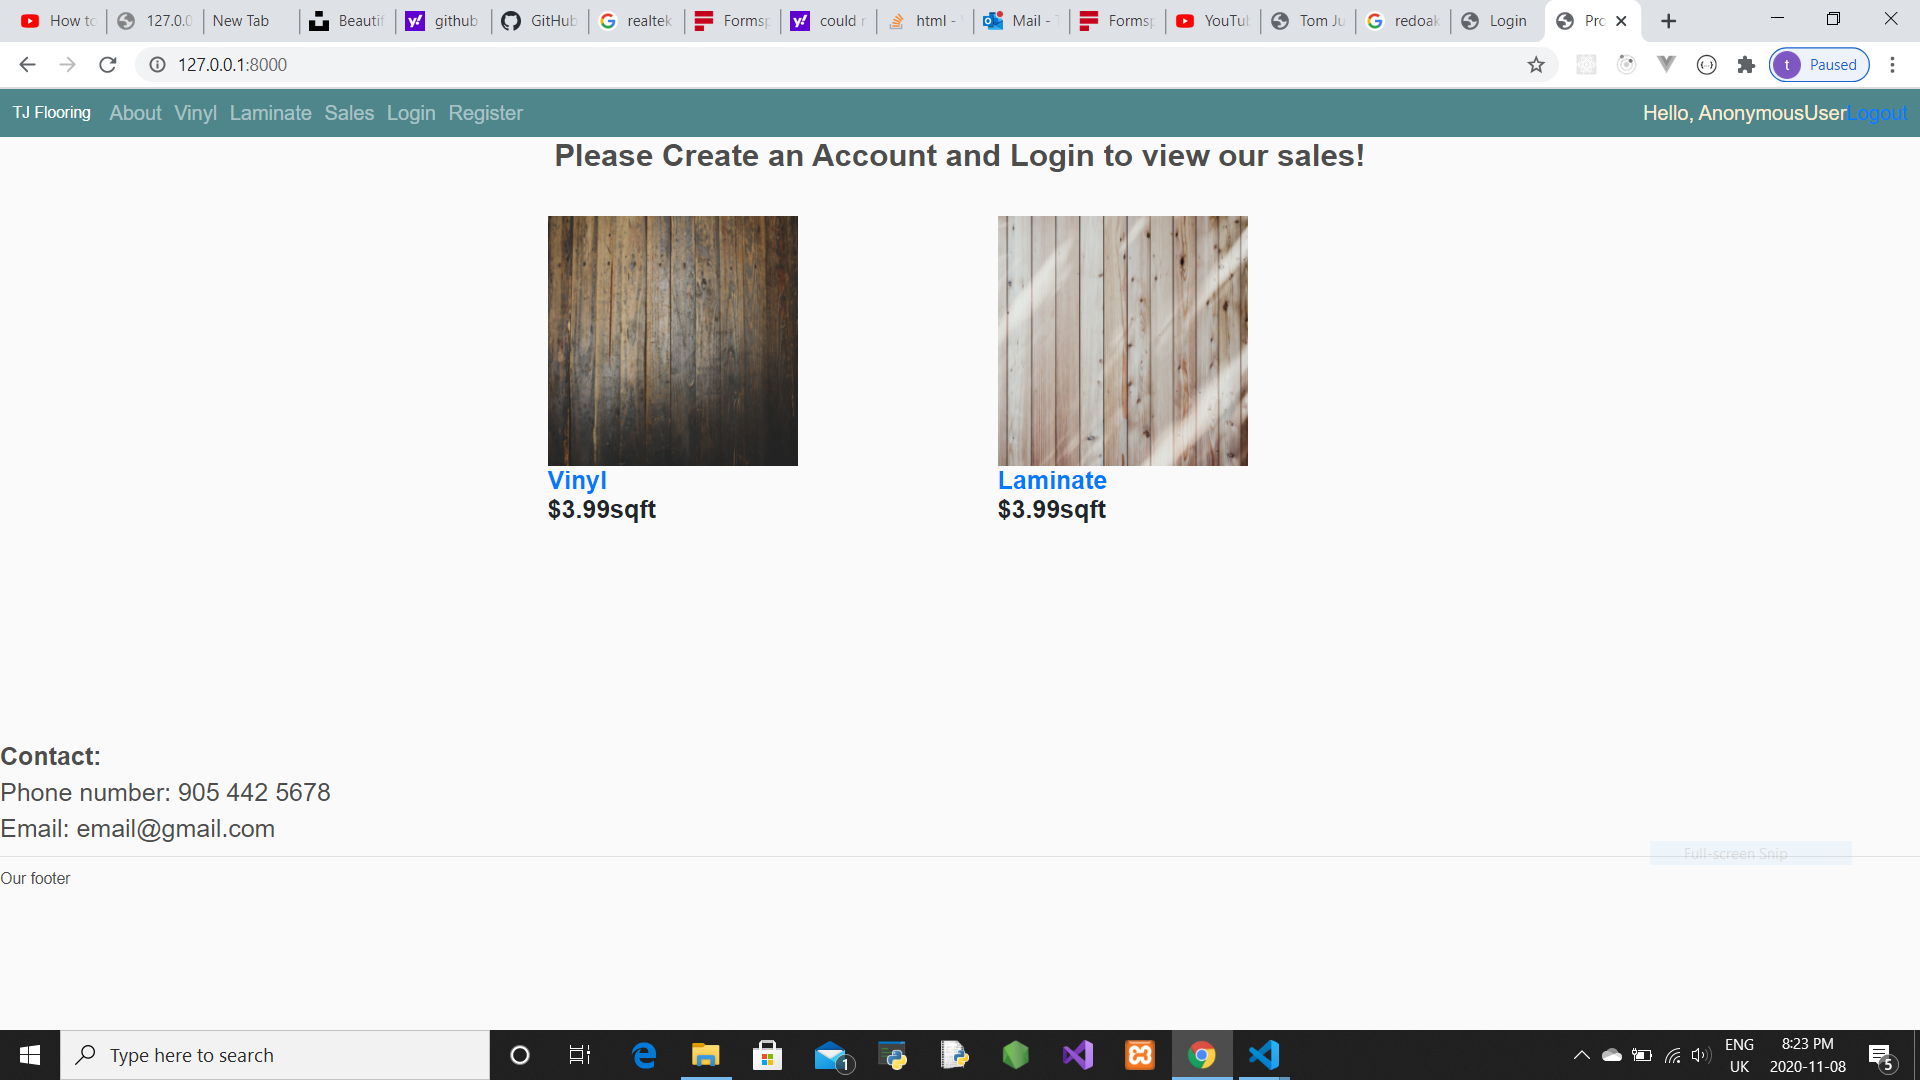 How to
127.0.0
New Tab
Beautif
github
GitHub
realtek
Formsp
could n
html -
Mail - T
Formsp
YouTub
Tom Ju
redoak
Login
Pro
127.0.0.1:8000
t Paused
TJ Flooring About Vinyl Laminate Sales Login Register
Hello, AnonymousUserLogout
Please Create an Account and Login to view our sales!
Vinyl
$3.99sqft
Laminate
$3.99sqft
Contact:
Phone number: 905 442 5678
Email: email@gmail.com
Full-screen Snip
Our footer
Type here to search
1
ENG
UK
8:23 PM
2020-11-08
5